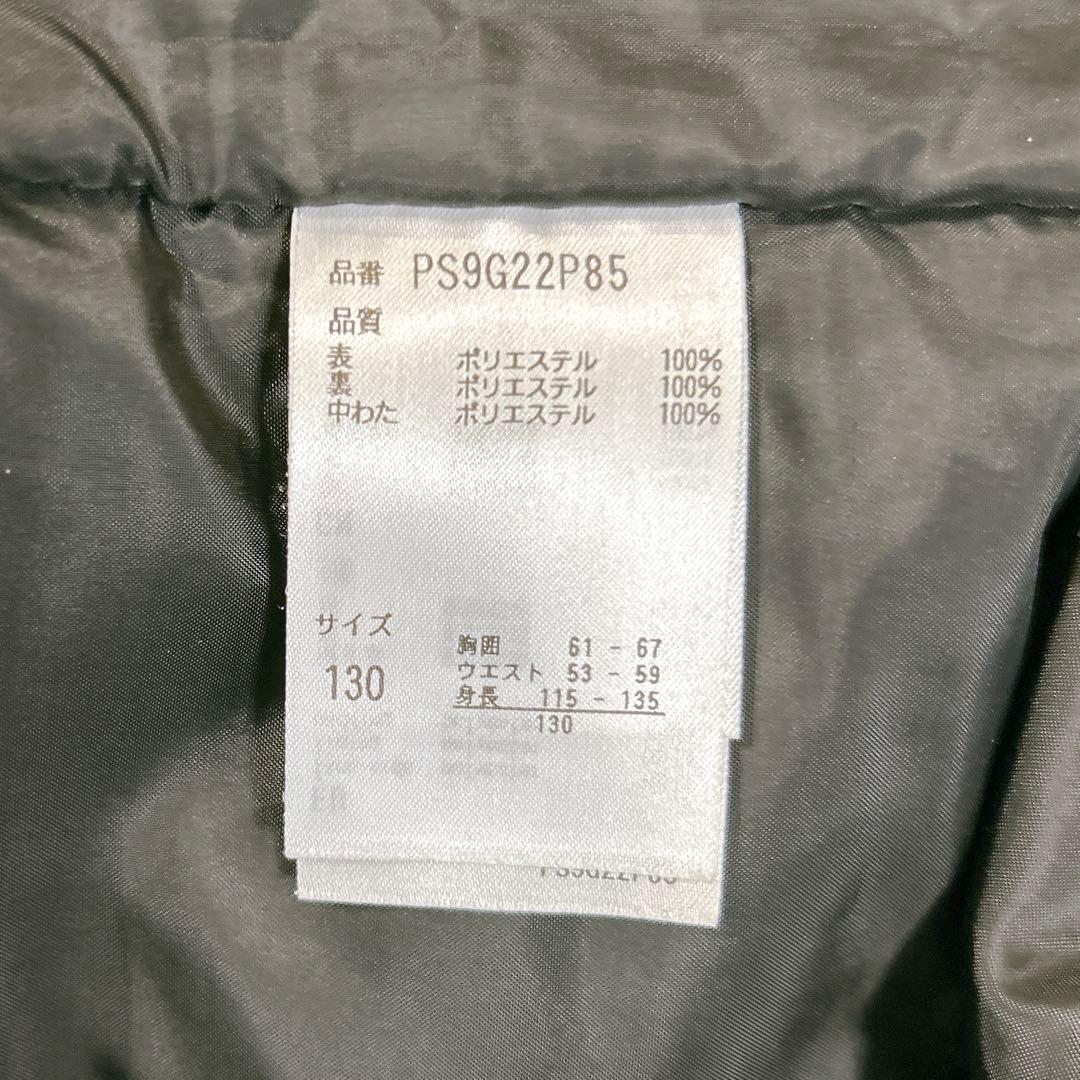 品番 PS9G22P85
品質
表 ポリエステル 100%
裏 ポリエステル 100%
中わた ポリエステル 100%
サイズ
130
胸囲 61 - 67
ウエスト 53 - 59
身長 115 - 135
130
PS9G22P85